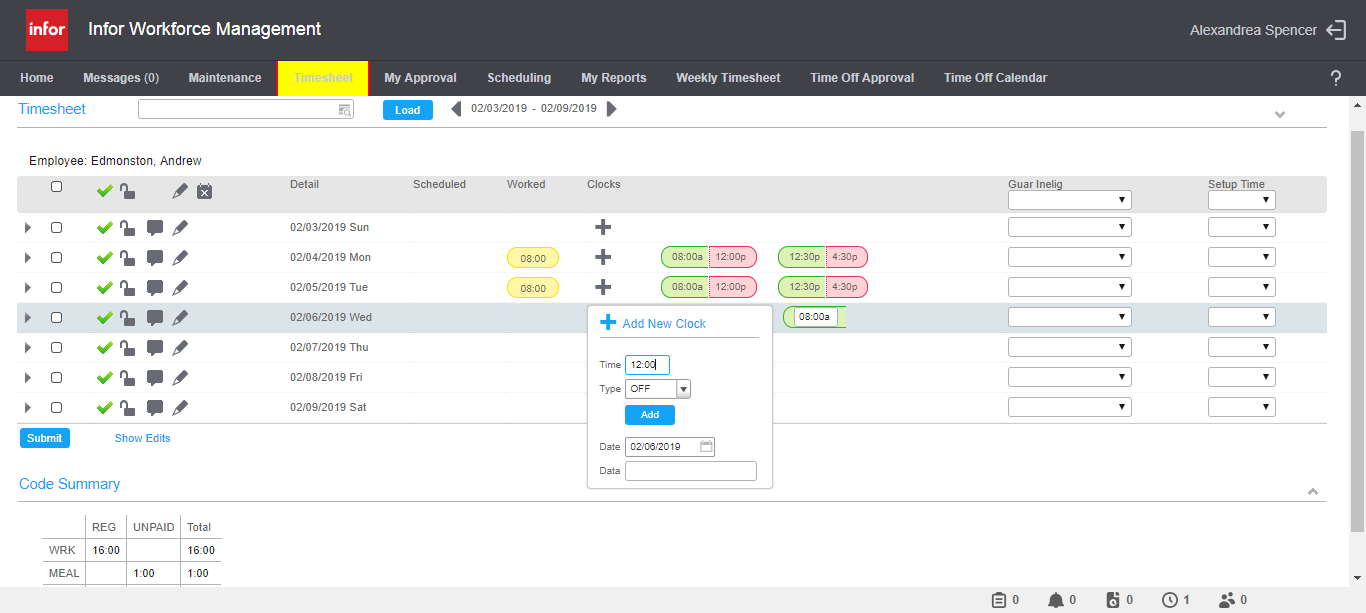 infor Infor Workforce Management Alexandrea Spencer
Home Messages (0) Maintenance Timesheet My Approval Scheduling My Reports Weekly Timesheet Time Off Approval Time Off Calendar ?
Timesheet Load 02/03/2019 - 02/09/2019
Employee: Edmonston, Andrew
Detail Scheduled Worked Clocks Guar Inelig Setup Time
02/03/2019 Sun
02/04/2019 Mon 08:00 08:00a 12:00p 12:30p 4:30p
02/05/2019 Tue 08:00 08:00a 12:00p 12:30p 4:30p
02/06/2019 Wed 08:00a
02/07/2019 Thu
02/08/2019 Fri
02/09/2019 Sat
Add New Clock
Time 12:00
Type OFF
Add
Date 02/06/2019
Data
Submit Show Edits
Code Summary
REG UNPAID Total
WRK 16:00 16:00
MEAL 1:00 1:00
0 0 0 1 0